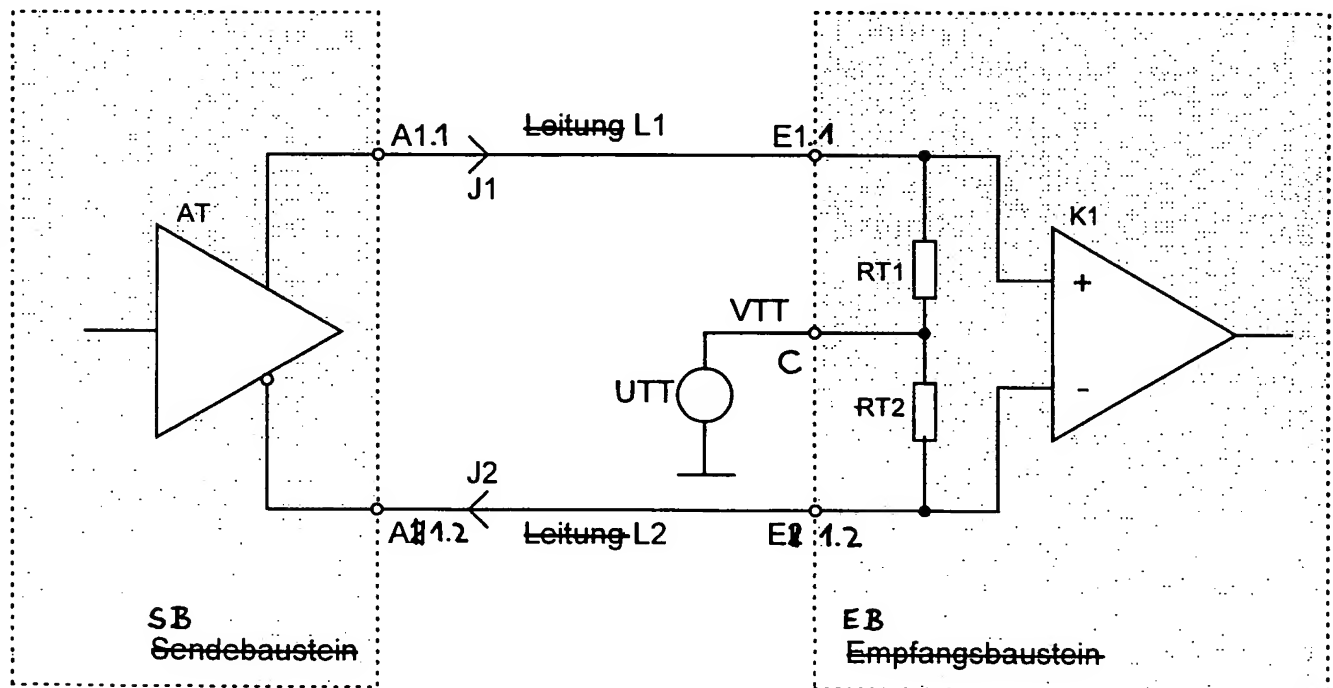 A1.1
Leitung L1
E1.1
J1
AT
K1
RT1
+
VTT
C
UTT
RT2
-
J2
A 1.2
Leitung L2
E 1.2
SB
Sendebaustein
EB
Empfangsbaustein